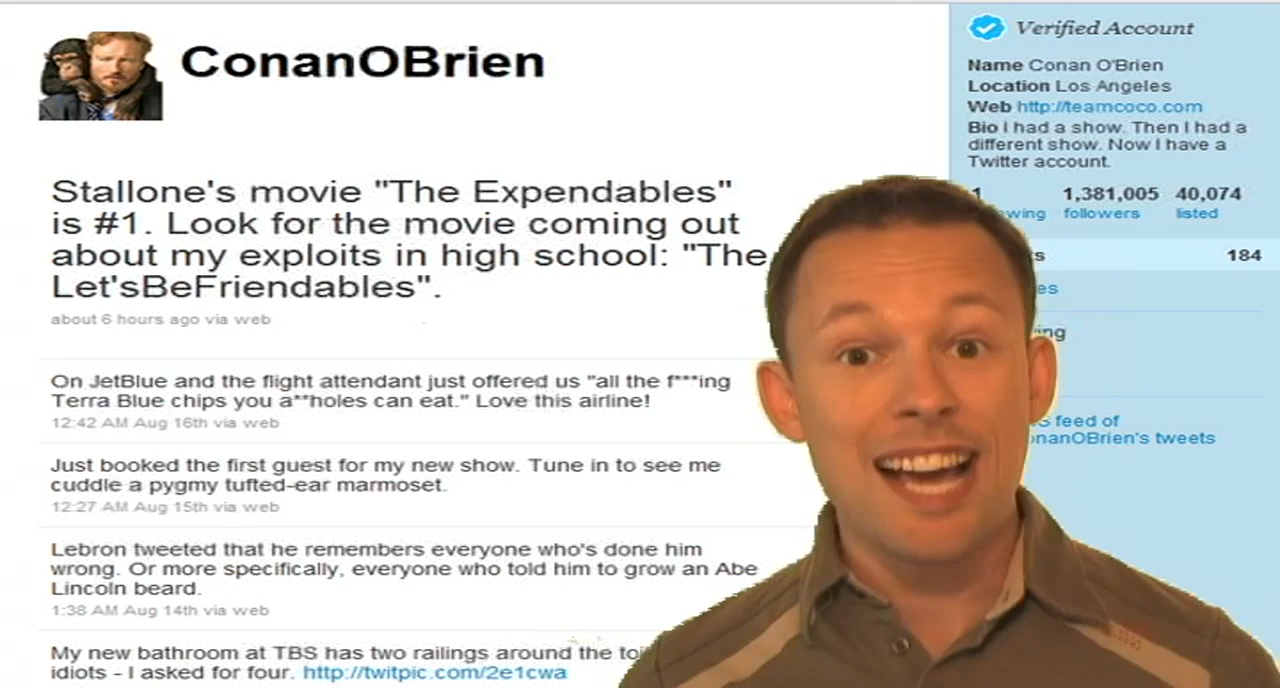 ConanOBrien
Stallone's movie "The Expendables"
is #1. Look for the movie coming out
about my exploits in high school: "The
Let'sBeFriendables".
about 6 hours ago via web
On JetBlue and the flight attendant just offered us "all the f***ing
Terra Blue chips you a**holes can eat." Love this airline!
12:42 AM Aug 16th via web
Just booked the first guest for my new show. Tune in to see me
cuddle a pygmy tufted-ear marmoset.
12:27 AM Aug 15th via web
Lebron tweeted that he remembers everyone who's done him
wrong. Or more specifically, everyone who told him to grow an Abe
Lincoln beard.
1:38 AM Aug 14th via web
My new bathroom at TBS has two railings around the
idiots - I asked for four. http://twitpic.com/2e1cwa
Verified Account
Name Conan O'Brien
Location Los Angeles
Web http://teamcoco.com
Bio I had a show. Then I had a
different show. Now I have a
Twitter account.
1 1,381,005 40,074
followers listed
184
feed of
tweets